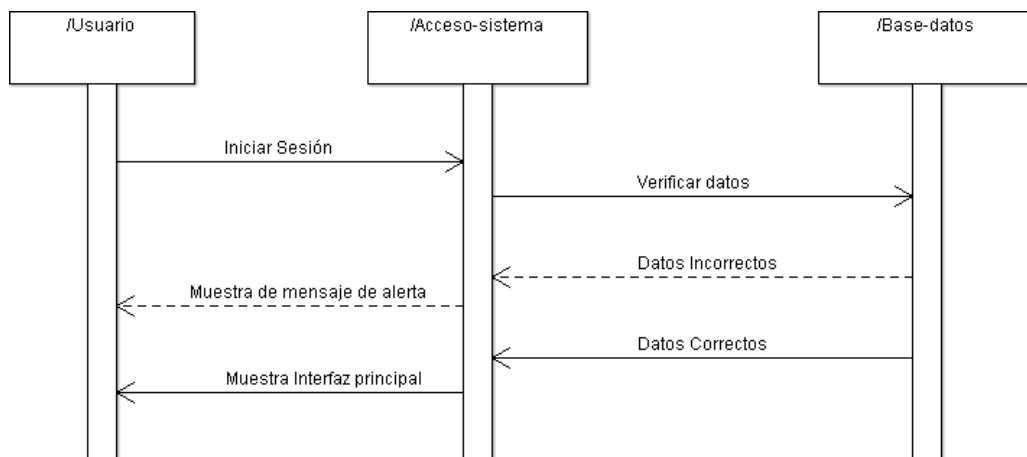 /Usuario
/Acceso-sistema
/Base-datos
Iniciar Sesión
Verificar datos
Datos Incorrectos
Muestra de mensaje de alerta
Datos Correctos
Muestra Interfaz principal